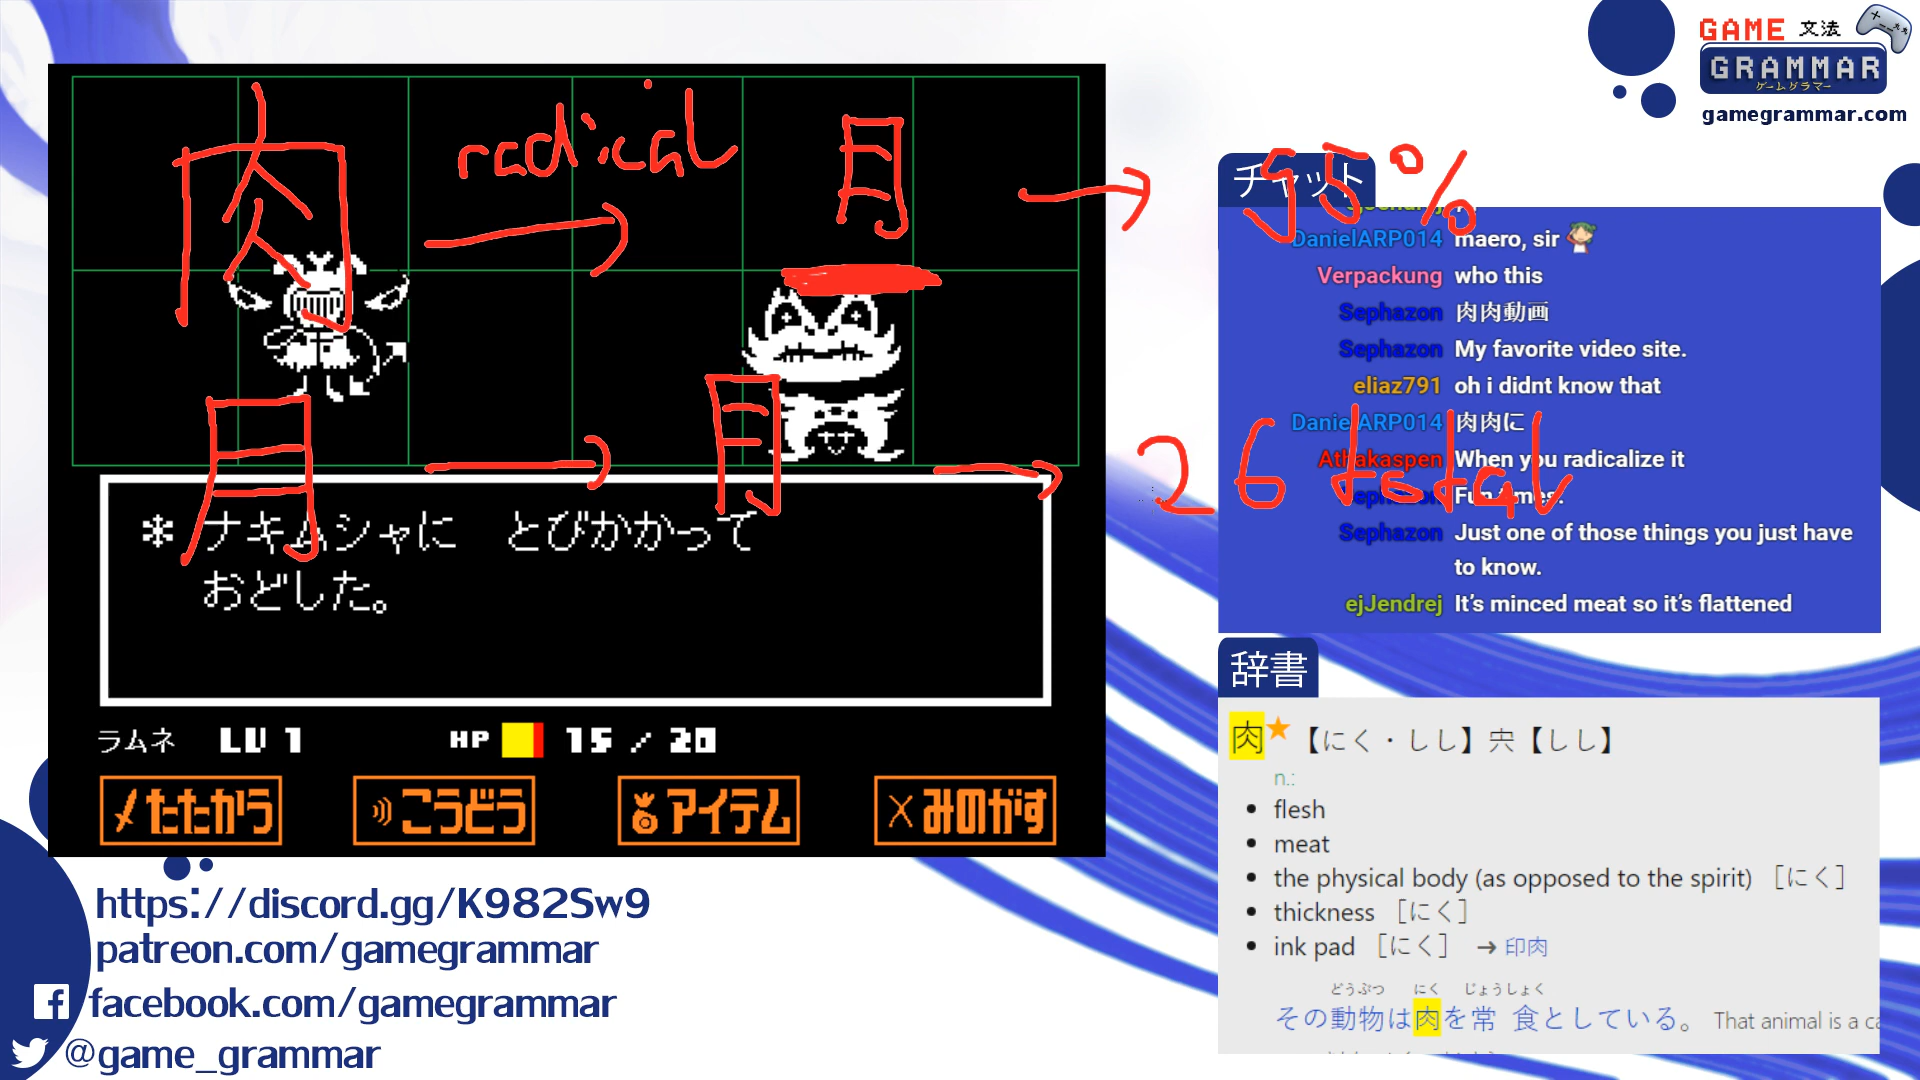 GAME 文法
GRAMMAR
ゲームグラマー
gamegrammar.com
肉 radical 月 95%
月 月 26 total
チャット
DanielARP014 maero, sir
Verpackung who this
Sephazon 肉肉動画
Sephazon My favorite video site.
eliaz791 oh i didnt know that
DanielARP014 肉肉に
Athakaspen When you radicalize it
Sephazon Fun times.
Sephazon Just one of those things you just have
to know.
ejJendrej It's minced meat so it's flattened
＊ ナキムシャに とびかかって
おどした。
ラムネ LV 1 HP 15 / 20
たたかう こうどう アイテム みのがす
辞書
肉★【にく・しし】宍【しし】
n.:
• flesh
• meat
• the physical body (as opposed to the spirit) ［にく］
• thickness ［にく］
• ink pad ［にく］ → 印肉
どうぶつ にく じょうしょく
その動物は肉を常食としている。 That animal is a ca
https://discord.gg/K982Sw9
patreon.com/gamegrammar
facebook.com/gamegrammar
@game_grammar